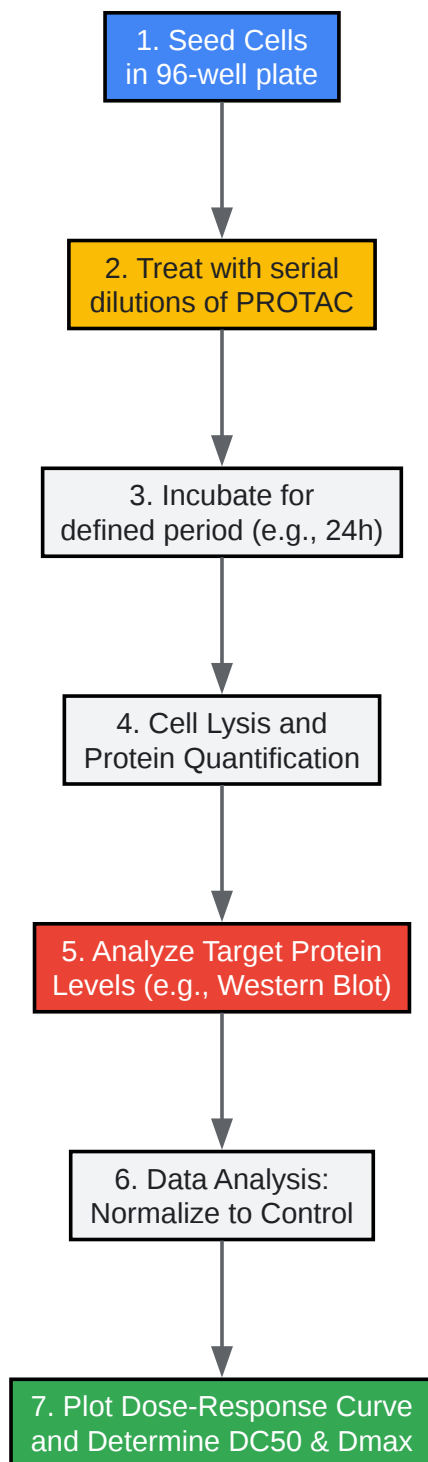 1. Seed Cells
in 96-well plate
2. Treat with serial
dilutions of PROTAC
3. Incubate for
defined period (e.g., 24h)
4. Cell Lysis and
Protein Quantification
5. Analyze Target Protein
Levels (e.g., Western Blot)
6. Data Analysis:
Normalize to Control
7. Plot Dose-Response Curve
and Determine DC50 & Dmax